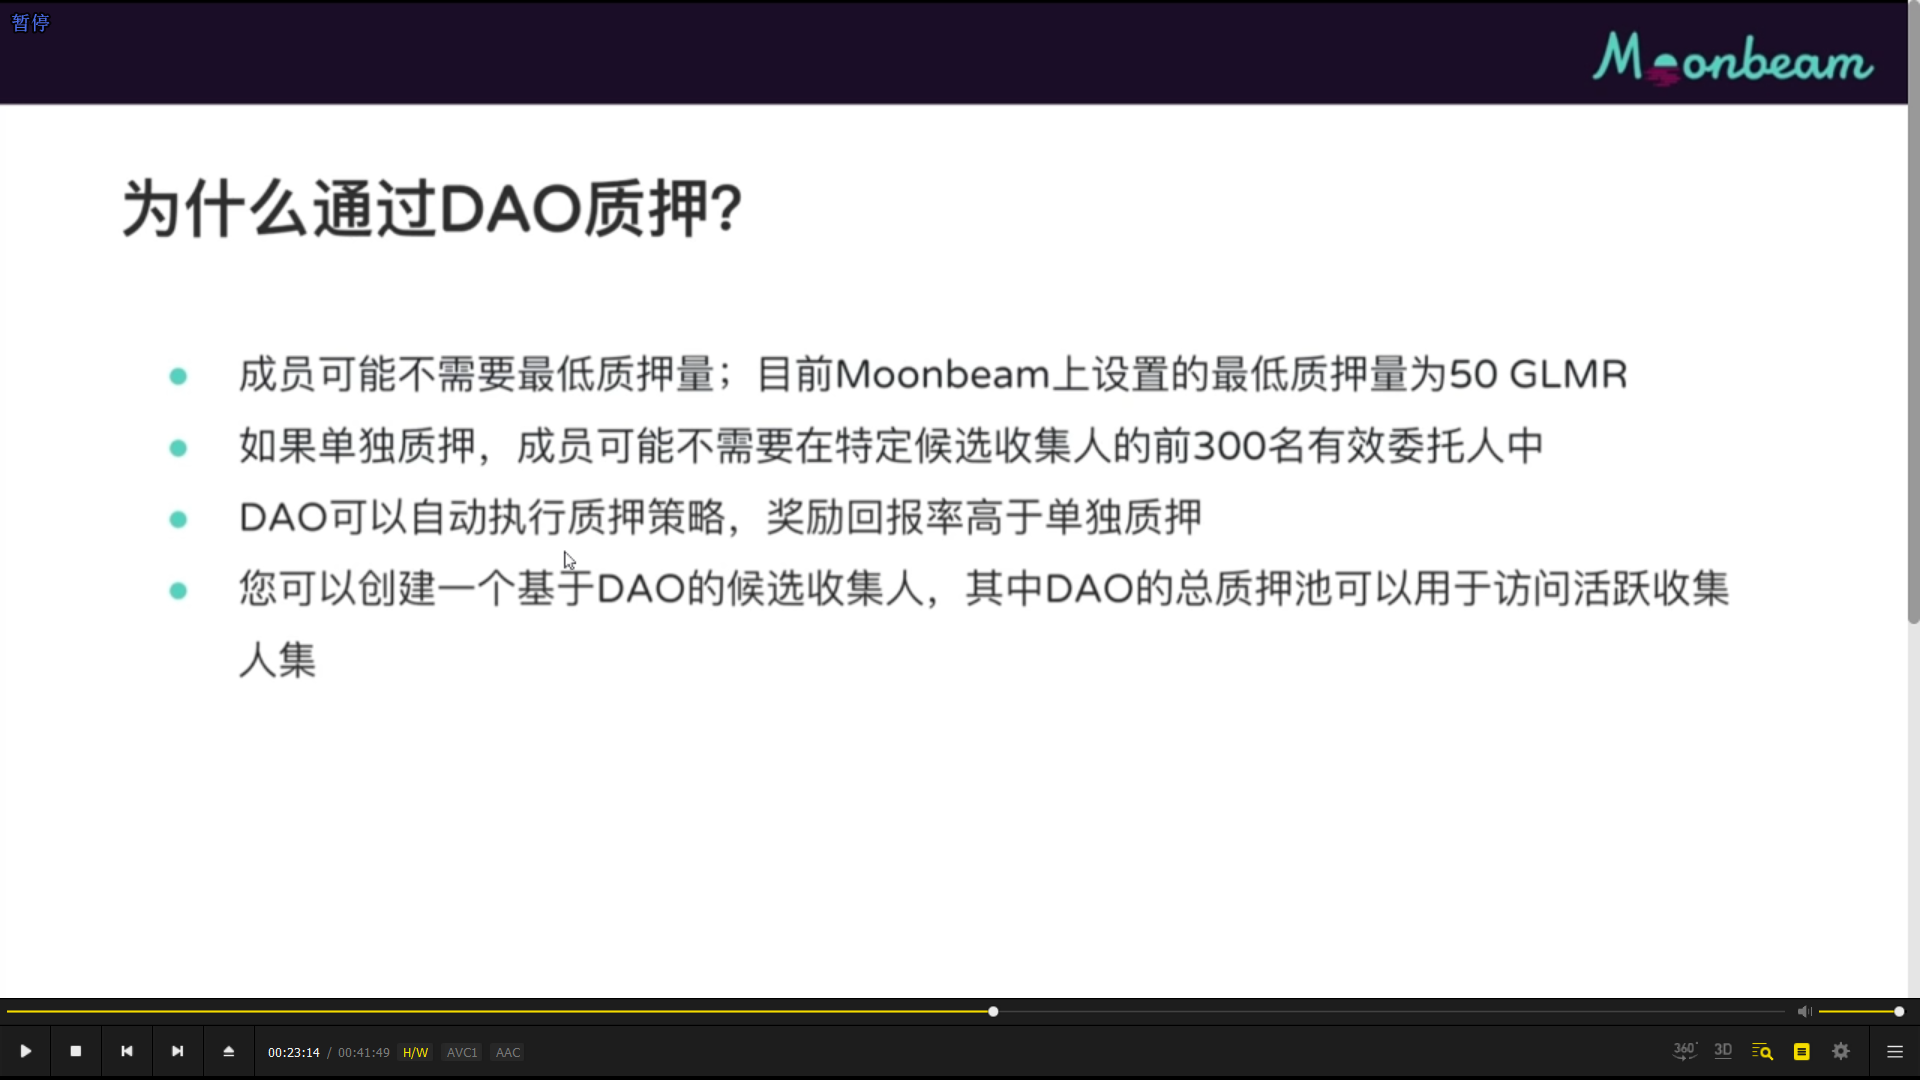 暂停
Moonbeam
为什么通过DAO质押?
成员可能不需要最低质押量；目前Moonbeam上设置的最低质押量为50 GLMR
如果单独质押，成员可能不需要在特定候选收集人的前300名有效委托人中
DAO可以自动执行质押策略，奖励回报率高于单独质押
您可以创建一个基于DAO的候选收集人，其中DAO的总质押池可以用于访问活跃收集
人集
00:23:14 / 00:41:49 H/W AVC1 AAC
360° 3D